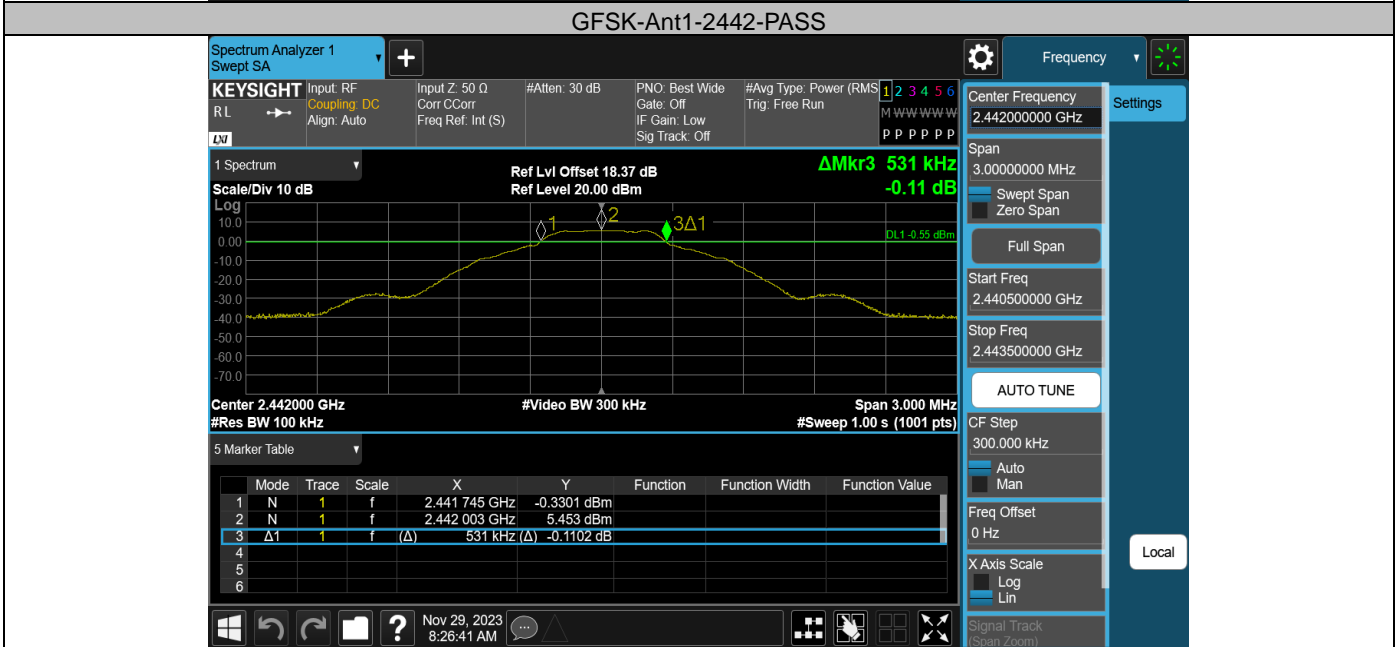 GFSK-Ant1-2442-PASS
Spectrum Analyzer 1
Swept SA
Frequency
KEYSIGHT
RL
LXI
Input: RF
Coupling: DC
Align: Auto
Input Z: 50 Ω
Corr CCorr
Freq Ref: Int (S)
#Atten: 30 dB
PNO: Best Wide
Gate: Off
IF Gain: Low
Sig Track: Off
#Avg Type: Power (RMS
Trig: Free Run
1 2 3 4 5 6
M W W W W W
P P P P P P
1 Spectrum
Scale/Div 10 dB
Ref Lvl Offset 18.37 dB
Ref Level 20.00 dBm
ΔMkr3 531 kHz
-0.11 dB
Log
10.0
0.00
-10.0
-20.0
-30.0
-40.0
-50.0
-60.0
-70.0
1
2
3Δ1
DL1 -0.55 dBm
Center 2.442000 GHz
#Video BW 300 kHz
Span 3.000 MHz
#Res BW 100 kHz
#Sweep 1.00 s (1001 pts)
5 Marker Table
Mode Trace Scale X Y Function Function Width Function Value
1 N 1 f 2.441 745 GHz -0.3301 dBm
2 N 1 f 2.442 003 GHz 5.453 dBm
3 Δ1 1 f (Δ) 531 kHz (Δ) -0.1102 dB
4
5
6
Nov 29, 2023
8:26:41 AM
Center Frequency
2.442000000 GHz
Settings
Span
3.00000000 MHz
Swept Span
Zero Span
Full Span
Start Freq
2.440500000 GHz
Stop Freq
2.443500000 GHz
AUTO TUNE
CF Step
300.000 kHz
Auto
Man
Freq Offset
0 Hz
Local
X Axis Scale
Log
Lin
Signal Track
(Span Zoom)